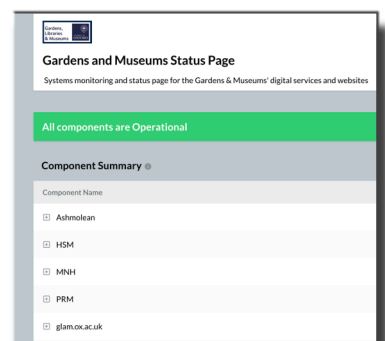 Gardens,
Libraries
& Museums
Gardens and Museums Status Page
Systems monitoring and status page for the Gardens & Museums' digital services and websites
All components are Operational
Component Summary
Component Name
Ashmolean
HSM
MNH
PRM
glam.ox.ac.uk